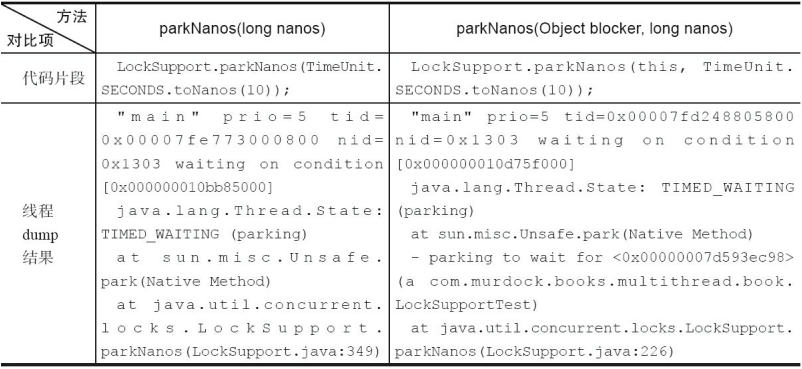 方法
对比项
parkNanos(long nanos)
parkNanos(Object blocker, long nanos)
代码片段
LockSupport.parkNanos(TimeUnit.
SECONDS.toNanos(10));
LockSupport.parkNanos(this, TimeUnit.
SECONDS.toNanos(10));
线程
dump
结果
"main" prio=5 tid=
0x00007fe773000800 nid=
0x1303 waiting on condition
[0x000000010bb85000]
java.lang.Thread.State:
TIMED_WAITING (parking)
at sun.misc.Unsafe.
park(Native Method)
at java.util.concurrent.
locks.LockSupport.
parkNanos(LockSupport.java:349)
"main" prio=5 tid=0x00007fd248805800
nid=0x1303 waiting on condition
[0x000000010d75f000]
java.lang.Thread.State: TIMED_WAITING
(parking)
at sun.misc.Unsafe.park(Native Method)
- parking to wait for <0x00000007d593ec98>
(a com.murdock.books.multithread.book.
LockSupportTest)
at java.util.concurrent.locks.LockSupport.
parkNanos(LockSupport.java:226)